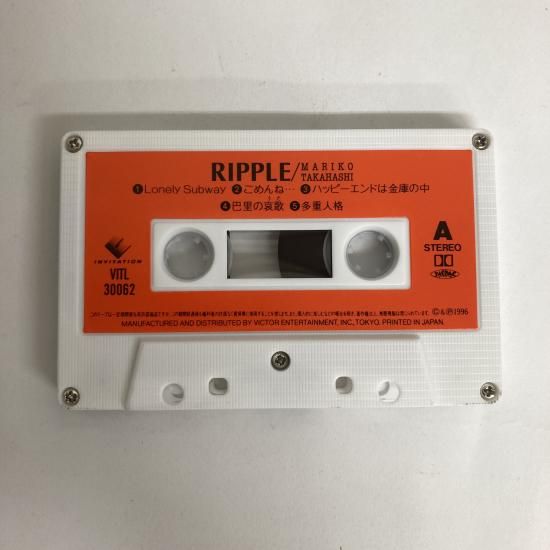 RIPPLE/MARIKO TAKAHASHI
❶Lonely Subway ❷ごめんね… ❸ハッピーエンドは金庫の中
❹巴里の哀歌 ❺多重人格
INVITATION
VITL
30062
A
STEREO
©&℗1996
MANUFACTURED AND DISTRIBUTED BY VICTOR ENTERTAINMENT, INC, TOKYO. PRINTED IN JAPAN.